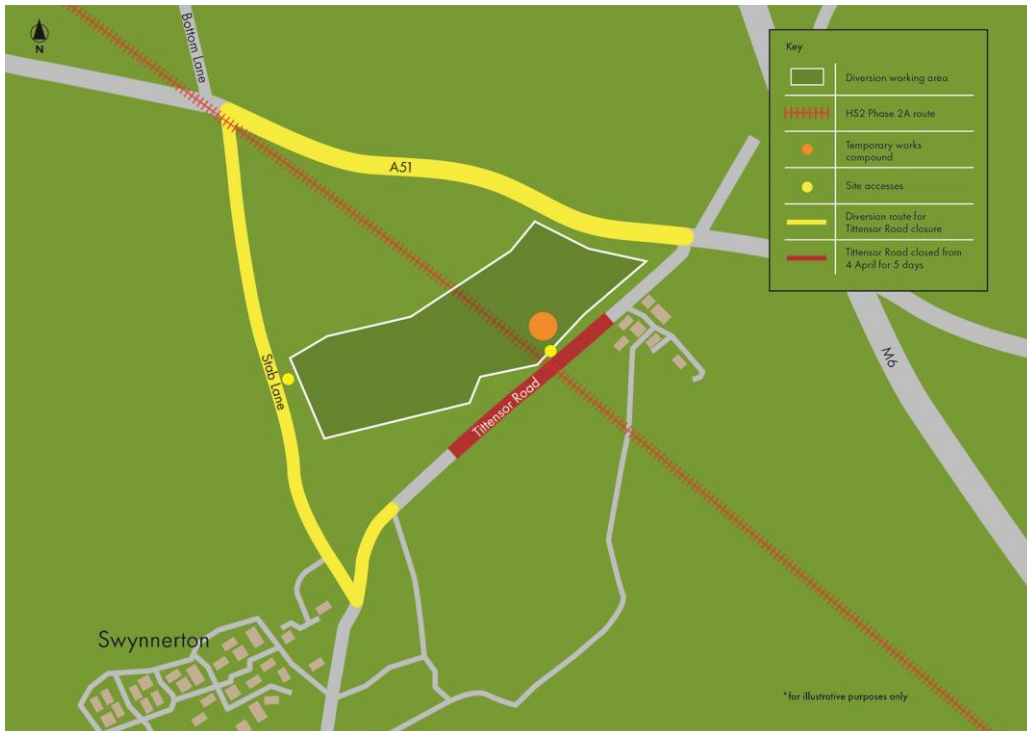 N
Bottom Lane
A51
Stab Lane
Tittensor Road
M6
Swynnerton
Key
Diversion working area
HS2 Phase 2A route
Temporary works
compound
Site accesses
Diversion route for
Tittensor Road closure
Tittensor Road closed from
4 April for 5 days
*for illustrative purposes only